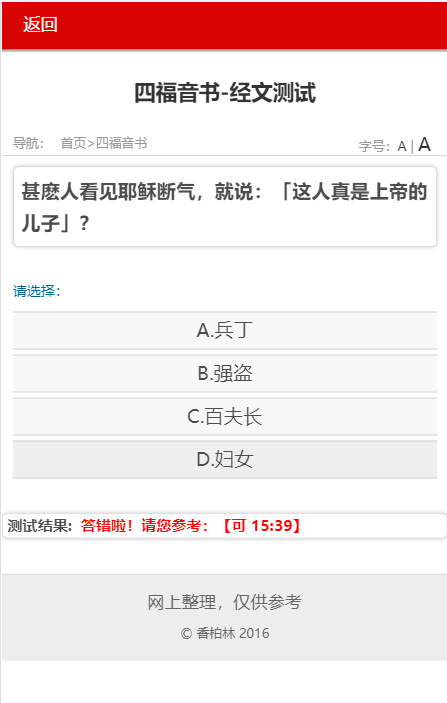 返回
四福音书-经文测试
导航： 首页>四福音书
字号：A | A
甚麽人看见耶稣断气，就说：「这人真是上帝的
儿子」？
请选择：
A.兵丁
B.强盗
C.百夫长
D.妇女
测试结果: 答错啦！请您参考：【可 15:39】
网上整理，仅供参考
© 香柏林 2016